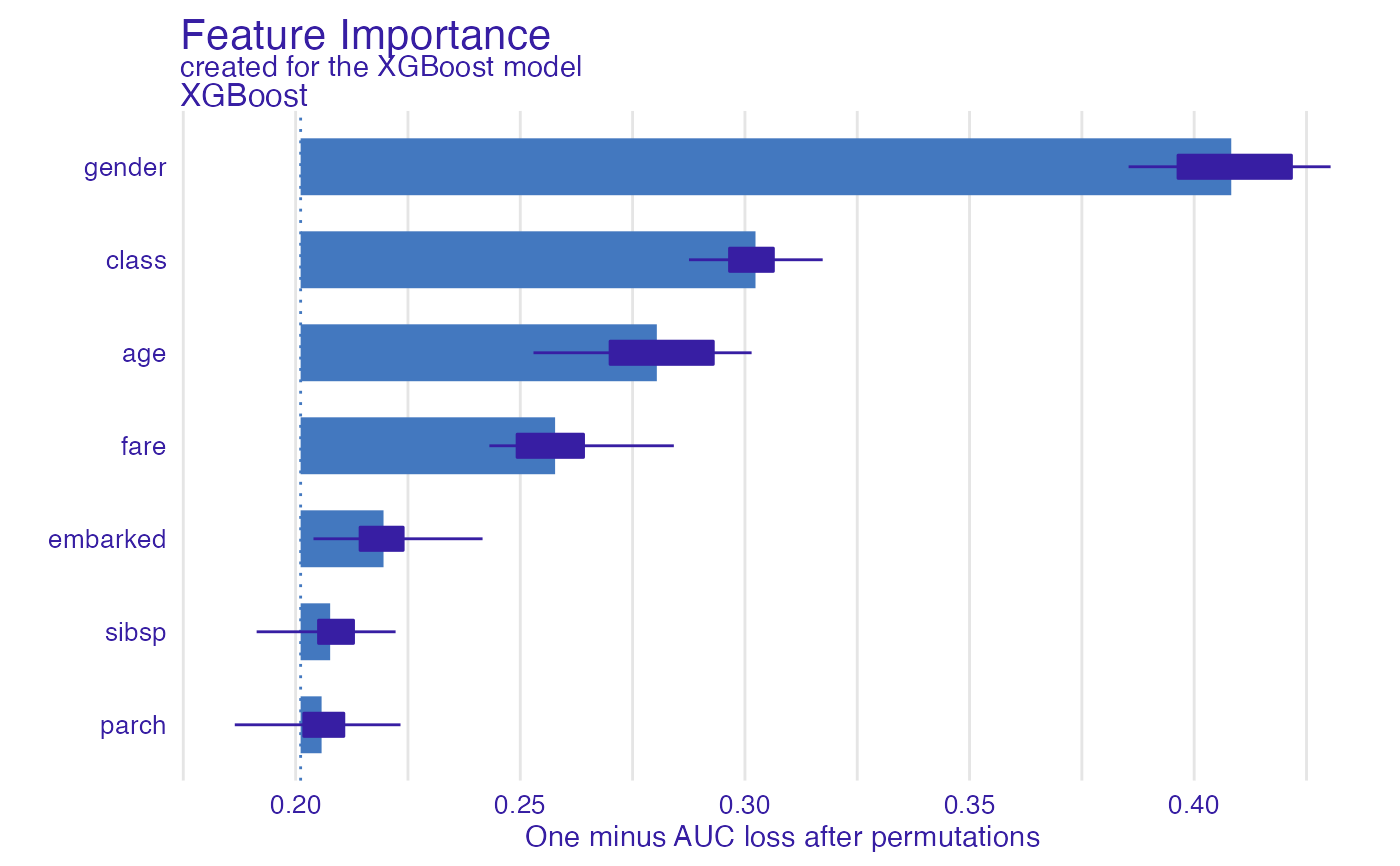 Feature Importance
created for the XGBoost model
XGBoost
gender
class
age
fare
embarked
sibsp
parch
0.20 0.25 0.30 0.35 0.40
One minus AUC loss after permutations